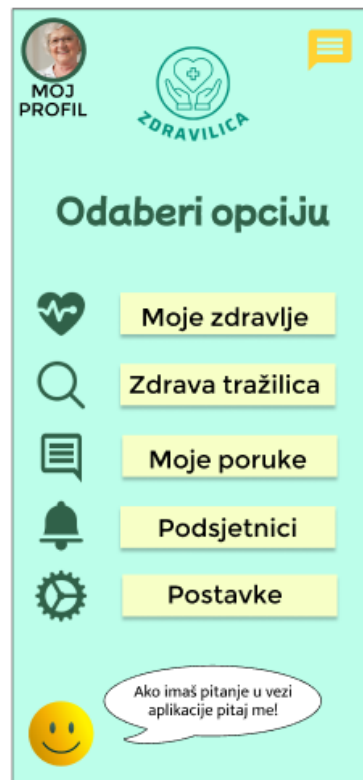 MOJ
PROFIL
ZDRAVILICA
Odaberi opciju
Moje zdravlje
Zdrava tražilica
Moje poruke
Podsjetnici
Postavke
Ako imaš pitanje u vezi
aplikacije pitaj me!